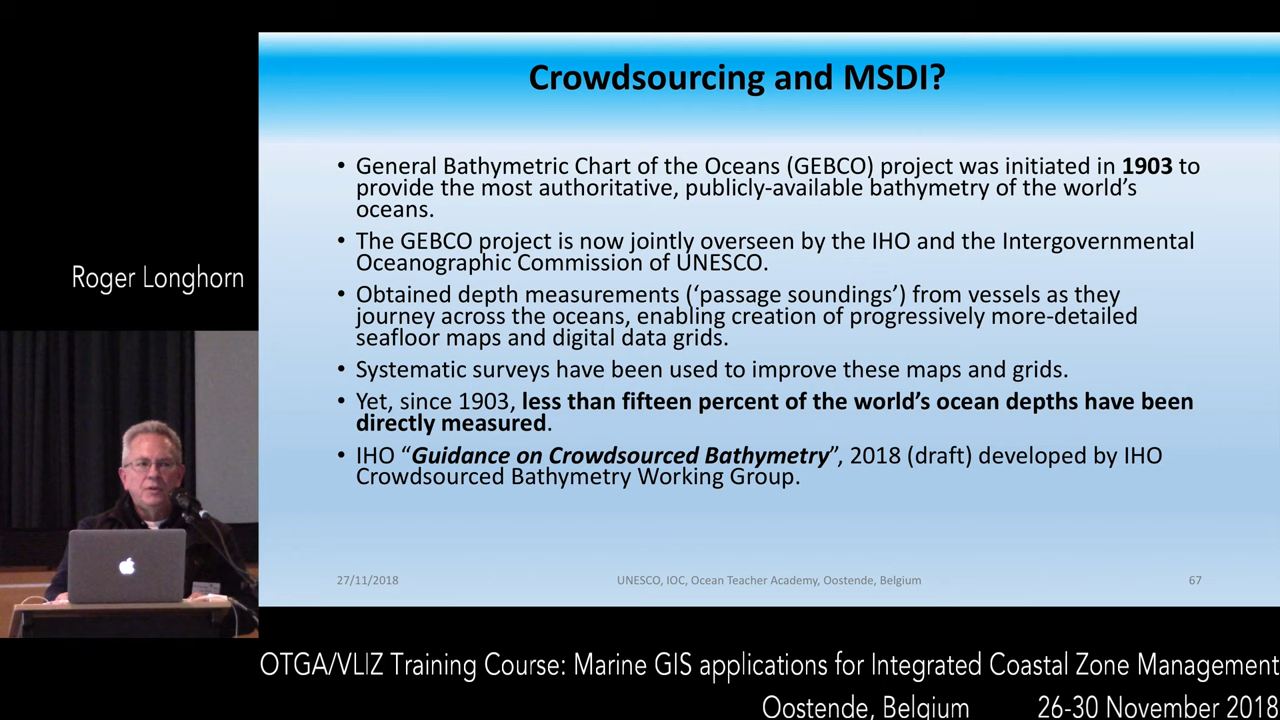 Crowdsourcing and MSDI?
• General Bathymetric Chart of the Oceans (GEBCO) project was initiated in 1903 to
provide the most authoritative, publicly-available bathymetry of the world’s
oceans.
• The GEBCO project is now jointly overseen by the IHO and the Intergovernmental
Oceanographic Commission of UNESCO.
• Obtained depth measurements (‘passage soundings’) from vessels as they
journey across the oceans, enabling creation of progressively more-detailed
seafloor maps and digital data grids.
• Systematic surveys have been used to improve these maps and grids.
• Yet, since 1903, less than fifteen percent of the world’s ocean depths have been
directly measured.
• IHO “Guidance on Crowdsourced Bathymetry”, 2018 (draft) developed by IHO
Crowdsourced Bathymetry Working Group.
27/11/2018 UNESCO, IOC, Ocean Teacher Academy, Oostende, Belgium 67
Roger Longhorn
OTGA/VLIZ Training Course: Marine GIS applications for Integrated Coastal Zone Management
Oostende, Belgium 26-30 November 2018